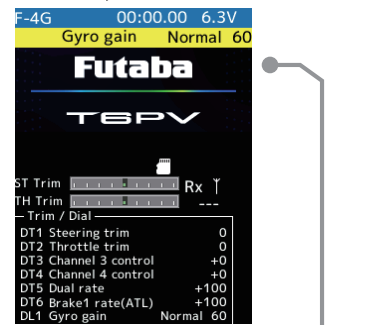 F-4G 00:00.00 6.3V
Gyro gain Normal 60
Futaba
T6PV
ST Trim Rx
TH Trim ---
Trim / Dial
DT1 Steering trim 0
DT2 Throttle trim 0
DT3 Channel 3 control +0
DT4 Channel 4 control +0
DT5 Dual rate +100
DT6 Brake1 rate(ATL) +100
DL1 Gyro gain Normal 60